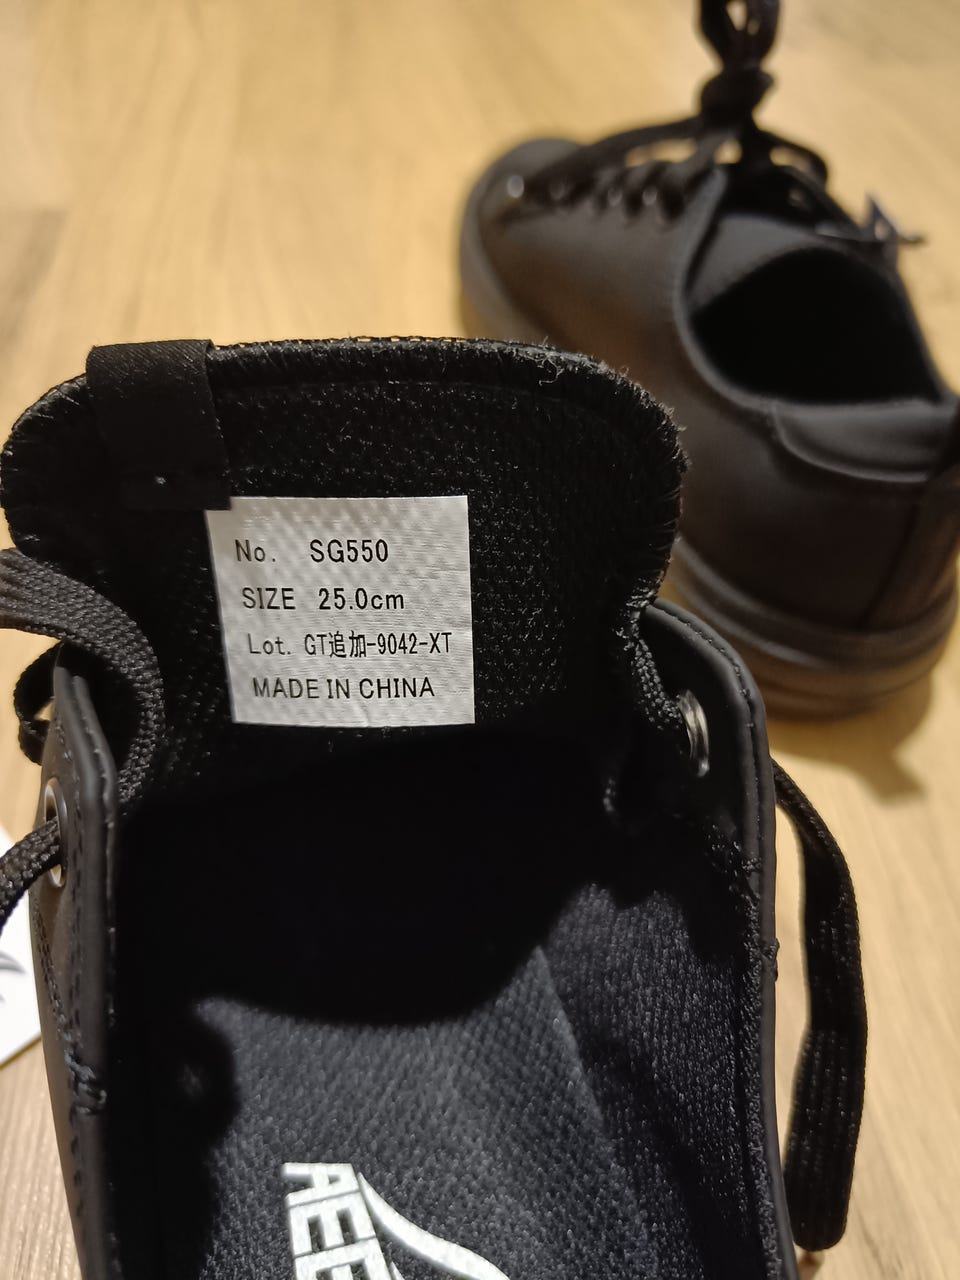 No. SG550
SIZE 25.0cm
Lot. GT追加-9042-XT
MADE IN CHINA